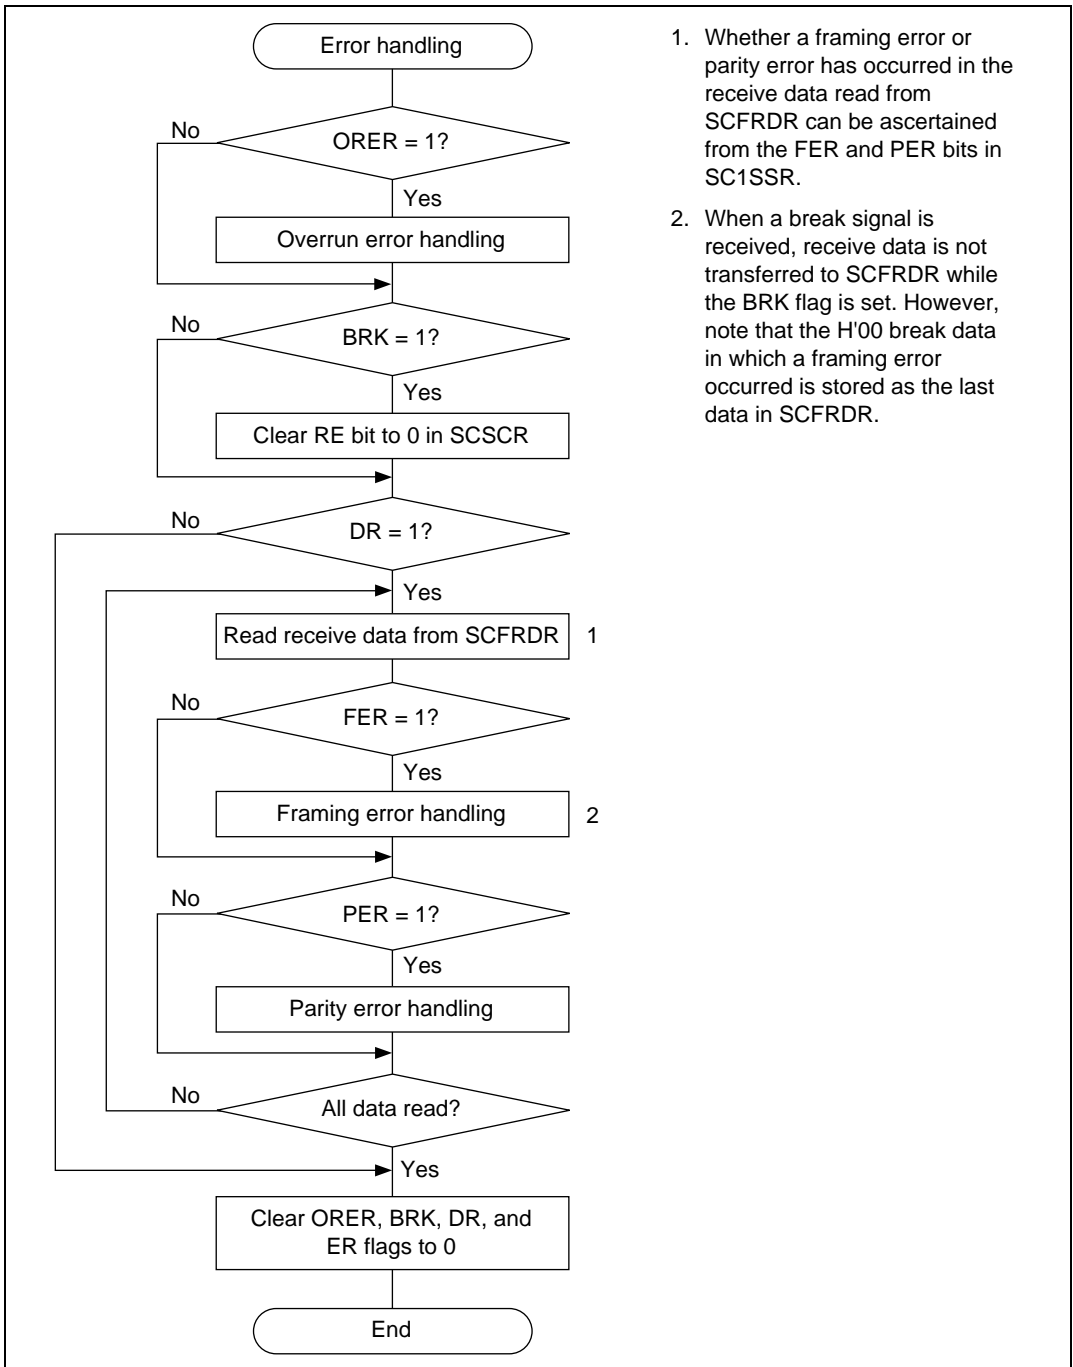 Error handling
No
ORER = 1?
Yes
Overrun error handling
No
BRK = 1?
Yes
Clear RE bit to 0 in SCSCR
No
DR = 1?
Yes
Read receive data from SCFRDR 1
No
FER = 1?
Yes
Framing error handling 2
No
PER = 1?
Yes
Parity error handling
No
All data read?
Yes
Clear ORER, BRK, DR, and
ER flags to 0
End
1. Whether a framing error or
parity error has occurred in the
receive data read from
SCFRDR can be ascertained
from the FER and PER bits in
SC1SSR.
2. When a break signal is
received, receive data is not
transferred to SCFRDR while
the BRK flag is set. However,
note that the H'00 break data
in which a framing error
occurred is stored as the last
data in SCFRDR.